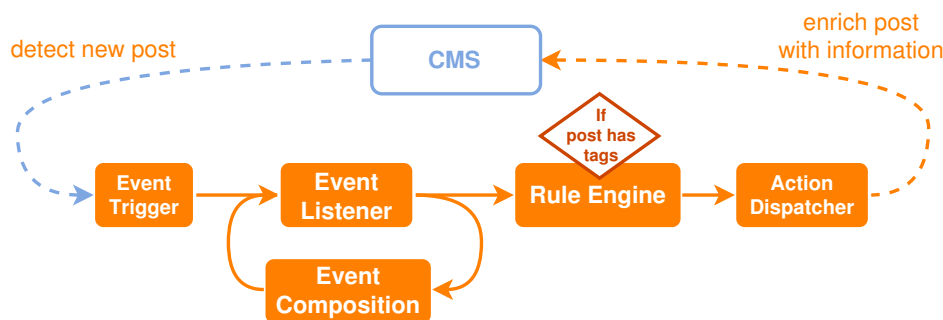 detect new post
CMS
enrich post
with information
If
post has
tags
Event
Trigger
Event
Listener
Rule Engine
Action
Dispatcher
Event
Composition